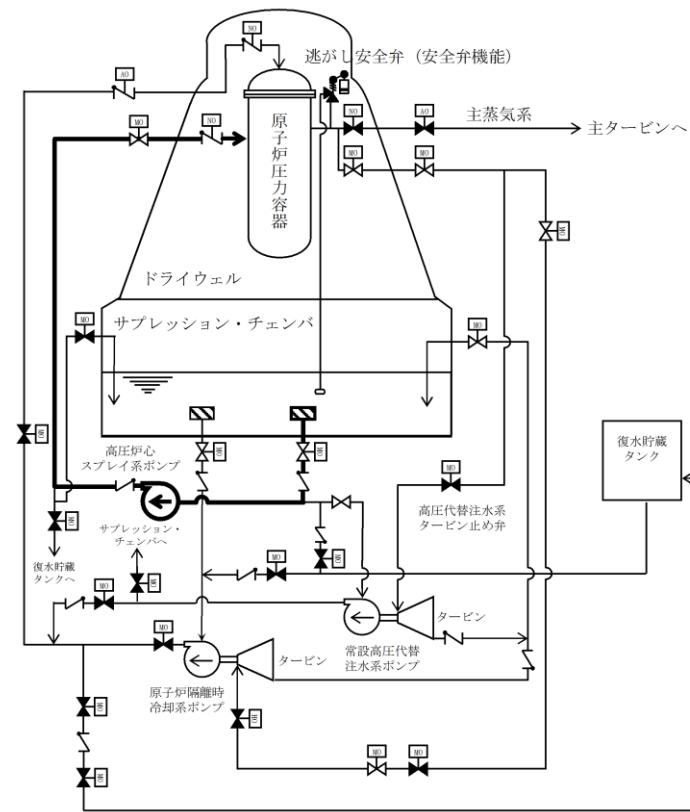 NO
逃がし安全弁（安全弁機能）
AO
MO
NO
NO
AO
主蒸気系
主タービンへ
MO
MO
原子炉圧力容器
MO
ドライウェル
サプレッション・チェンバ
MO
MO
MO
MO
MO
高圧炉心
スプレイ系ポンプ
MO
復水貯蔵
タンク
高圧代替注水系
タービン止め弁
MO
サプレッション・
チェンバへ
復水貯蔵
タンクへ
MO
MO
MO
MO
タービン
MO
タービン
常設高圧代替
注水系ポンプ
原子炉隔離時
冷却系ポンプ
MO
MO
MO
MO
MO